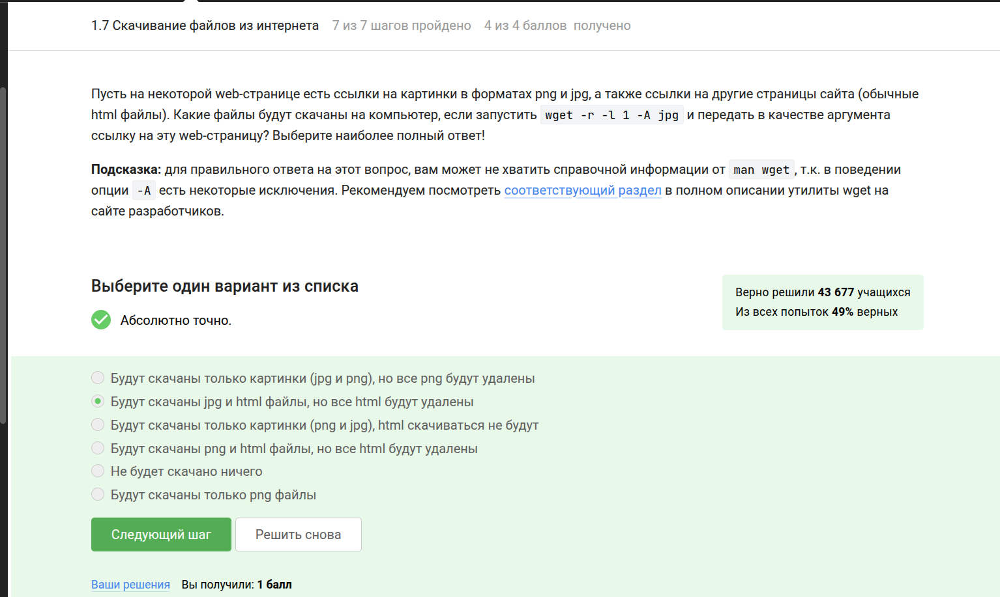 1.7 Скачивание файлов из интернета 7 из 7 шагов пройдено 4 из 4 баллов получено
Пусть на некоторой web-странице есть ссылки на картинки в форматах png и jpg, а также ссылки на другие страницы сайта (обычные
html файлы). Какие файлы будут скачаны на компьютер, если запустить wget -r -l 1 -A jpg и передать в качестве аргумента
ссылку на эту web-страницу? Выберите наиболее полный ответ!
Подсказка: для правильного ответа на этот вопрос, вам может не хватить справочной информации от man wget, т.к. в поведении
опции -A есть некоторые исключения. Рекомендуем посмотреть соответствующий раздел в полном описании утилиты wget на
сайте разработчиков.
Выберите один вариант из списка
Абсолютно точно.
Верно решили 43 677 учащихся
Из всех попыток 49% верных
Будут скачаны только картинки (jpg и png), но все png будут удалены
Будут скачаны jpg и html файлы, но все html будут удалены
Будут скачаны только картинки (png и jpg), html скачиваться не будут
Будут скачаны png и html файлы, но все html будут удалены
Не будет скачано ничего
Будут скачаны только png файлы
Следующий шаг Решить снова
Ваши решения Вы получили: 1 балл